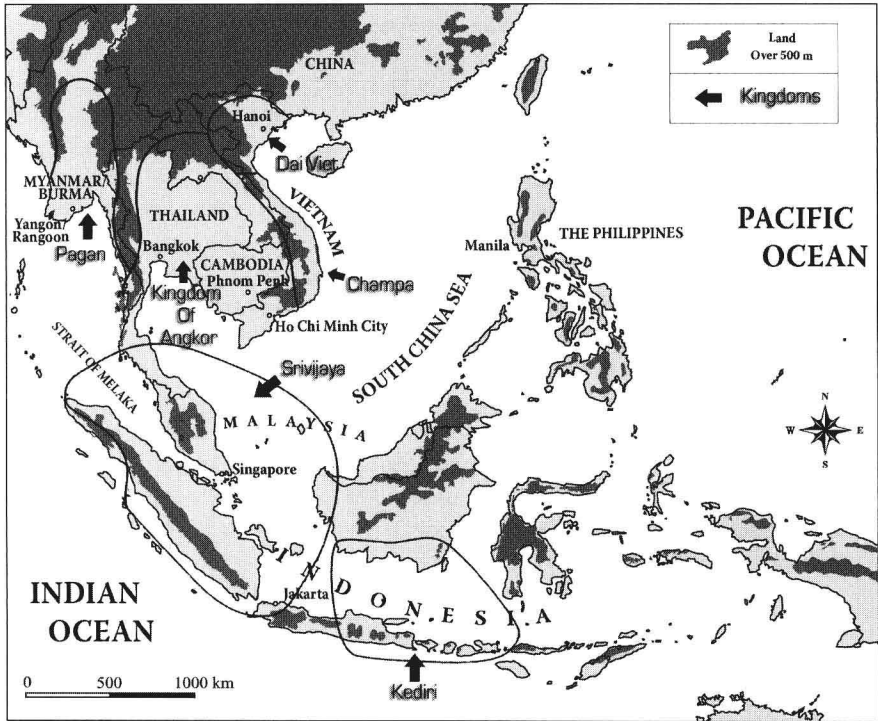 Land
Over 500 m
Kingdoms
CHINA
Hanoi
Dai Viet
MYANMAR/
BURMA
VIETNAM
THAILAND
Yangon/
Rangoon
Pagan
Bangkok
CAMBODIA
Phnom Penh
Kingdom
Of
Angkor
Champa
Ho Chi Minh City
Manila
THE PHILIPPINES
PACIFIC
OCEAN
SOUTH CHINA SEA
STRAIT OF MELAKA
Srivijaya
MALAYSIA
Singapore
N
W E
S
INDONESIA
Jakarta
INDIAN
OCEAN
Kediri
0 500 1000 km